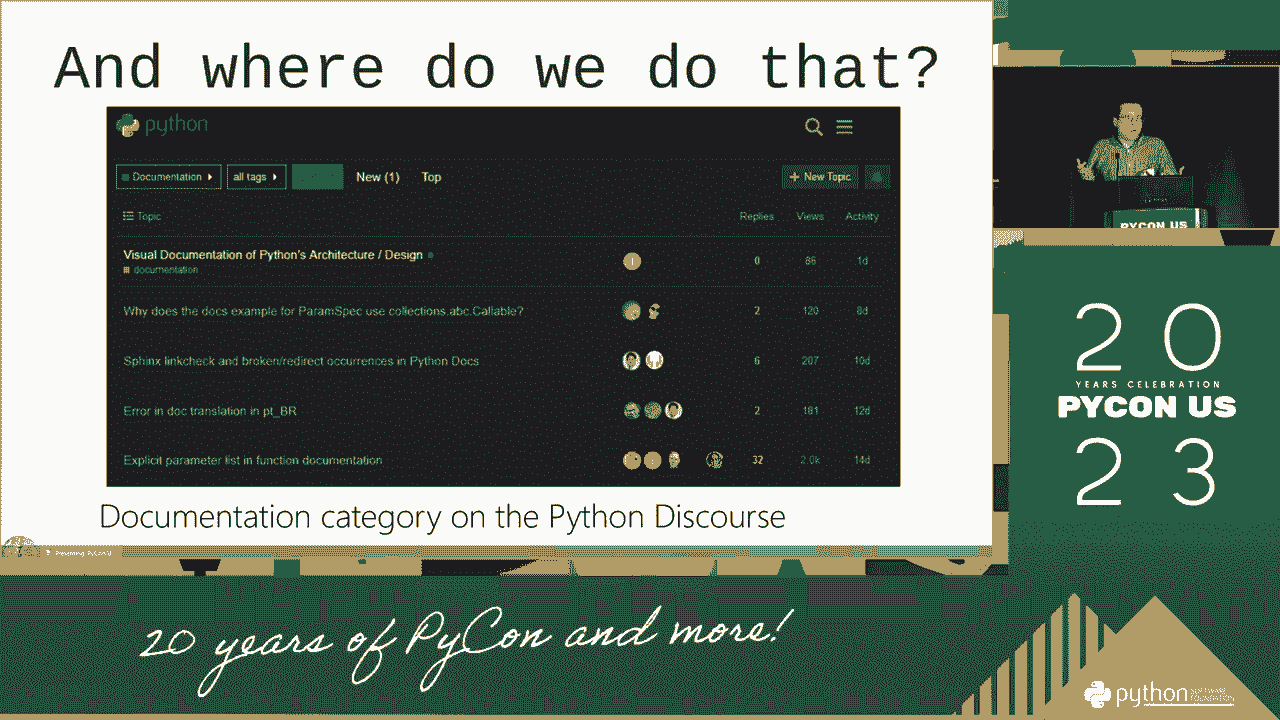 And where do we do that?
python
Documentation
all tags
New (1)
Top
+ New Topic
Topic
Replies
Views
Activity
Visual Documentation of Python's Architecture / Design
documentation
0
86
1d
Why does the docs example for ParamSpec use collections.abc.Callable?
2
120
8d
Sphinx linkcheck and broken/redirect occurrences in Python Docs
6
207
10d
Error in doc translation in pt_BR
2
181
12d
Explicit parameter list in function documentation
32
2.0k
14d
Documentation category on the Python Discourse
PYCON US
20
YEARS CELEBRATION
PYCON US
23
20 years of PyCon and more!
python
SOFTWARE
FOUNDATION